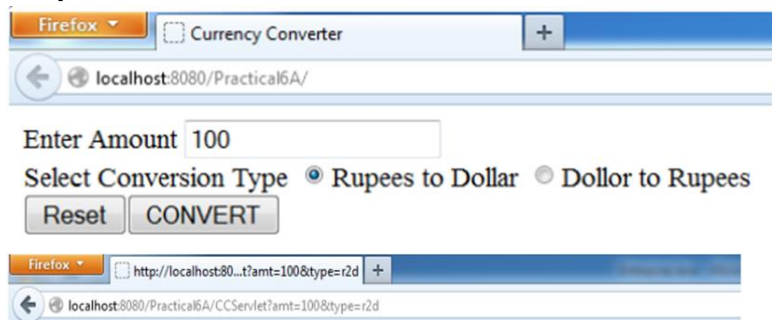 Firefox
Currency Converter
+
localhost:8080/Practical6A/
Enter Amount 100
Select Conversion Type Rupees to Dollar Dollor to Rupees
Reset CONVERT
Firefox
http://localhost:80...t?amt=100&type=r2d
+
localhost:8080/Practical6A/CCServlet?amt=100&type=r2d